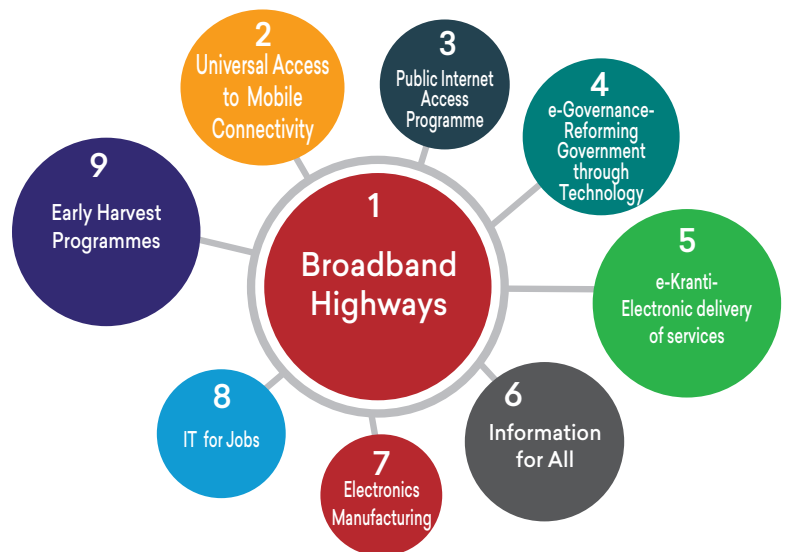 1
Broadband
Highways
2
Universal Access
to Mobile
Connectivity
3
Public Internet
Access
Programme
4
e-Governance-
Reforming
Government
through
Technology
5
e-Kranti-
Electronic delivery
of services
6
Information
for All
7
Electronics
Manufacturing
8
IT for Jobs
9
Early Harvest
Programmes